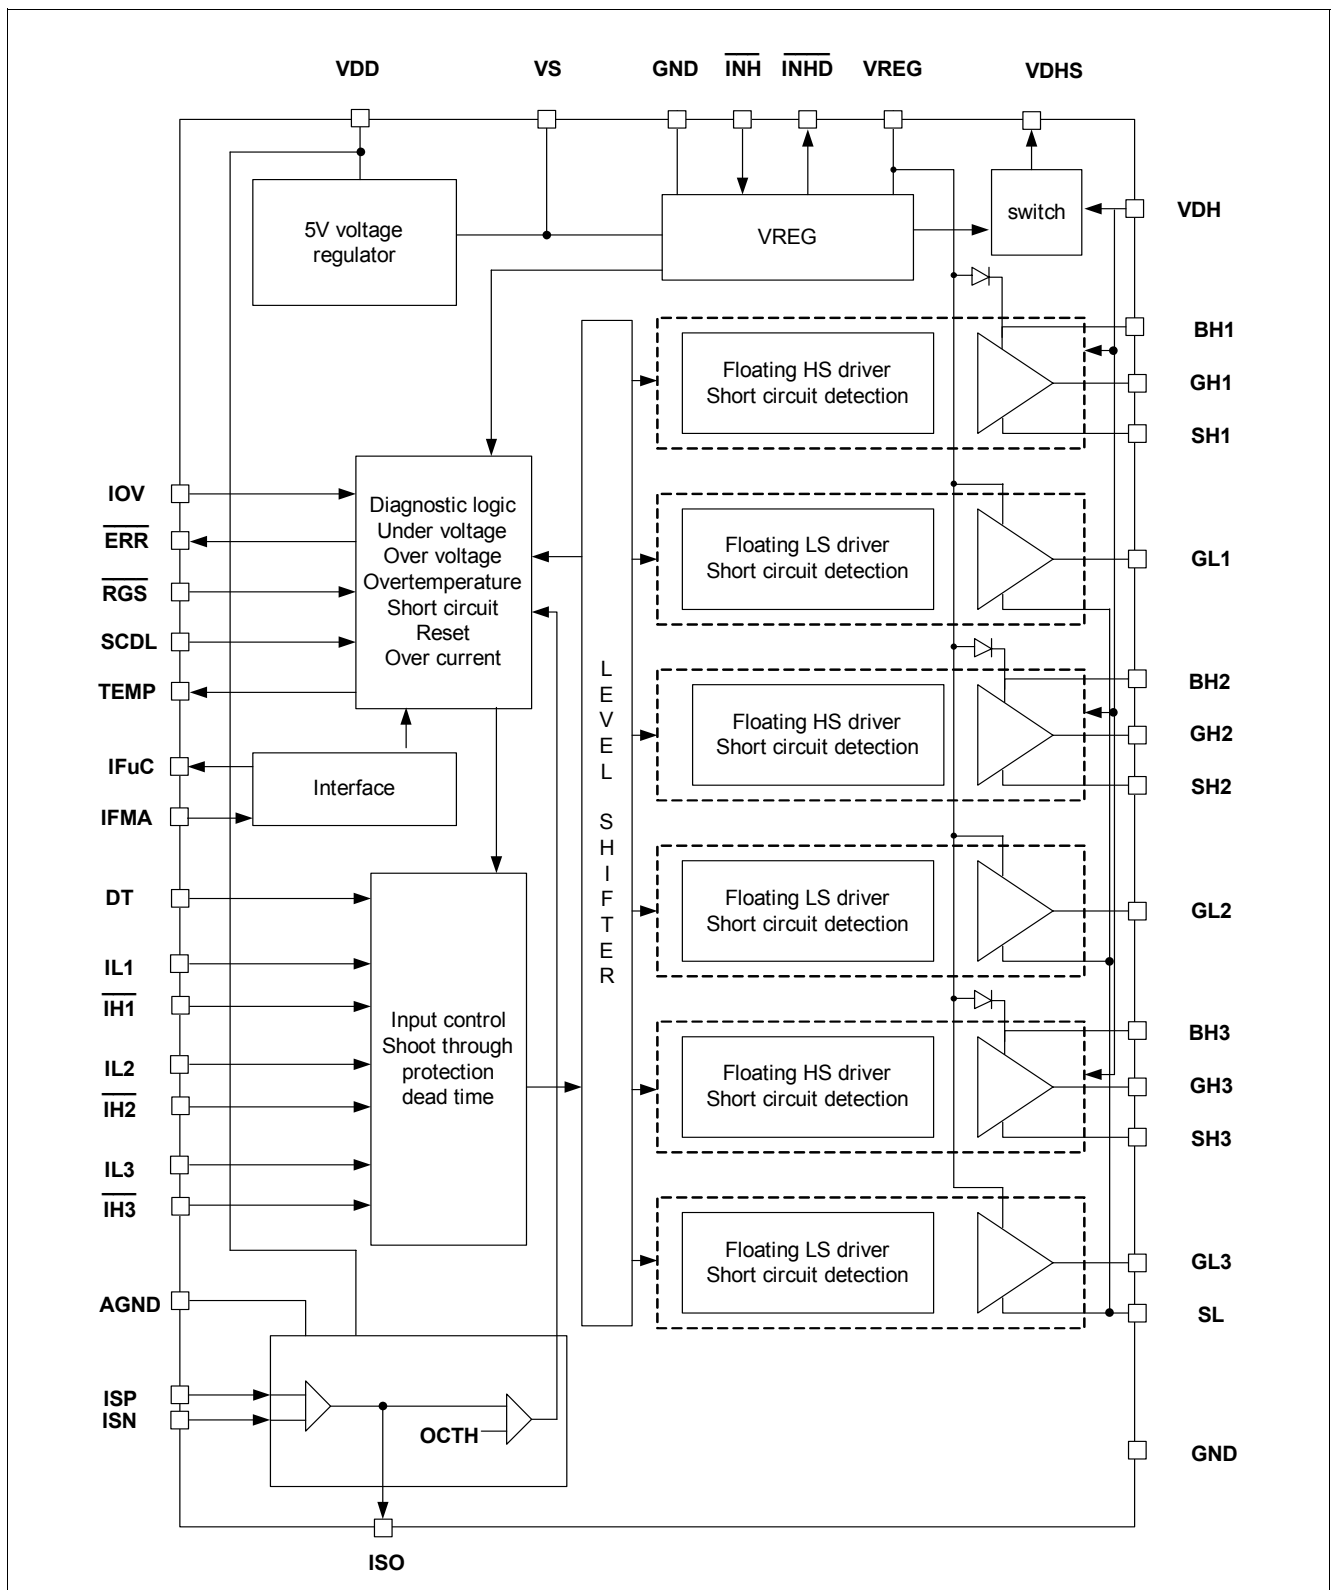 VDD VS GND INH INHD VREG VDHS
5V voltage
regulator
VREG
switch
VDH
Floating HS driver
Short circuit detection
BH1
GH1
SH1
IOV
ERR
RGS
SCDL
TEMP
Diagnostic logic
Under voltage
Over voltage
Overtemperature
Short circuit
Reset
Over current
Floating LS driver
Short circuit detection
GL1
LEVEL SHIFTER
Floating HS driver
Short circuit detection
BH2
GH2
SH2
IFuC
IFMA
Interface
Floating LS driver
Short circuit detection
GL2
DT
IL1
IH1
IL2
IH2
IL3
IH3
Input control
Shoot through
protection
dead time
Floating HS driver
Short circuit detection
BH3
GH3
SH3
Floating LS driver
Short circuit detection
GL3
SL
AGND
ISP
ISN
OCTH
GND
ISO